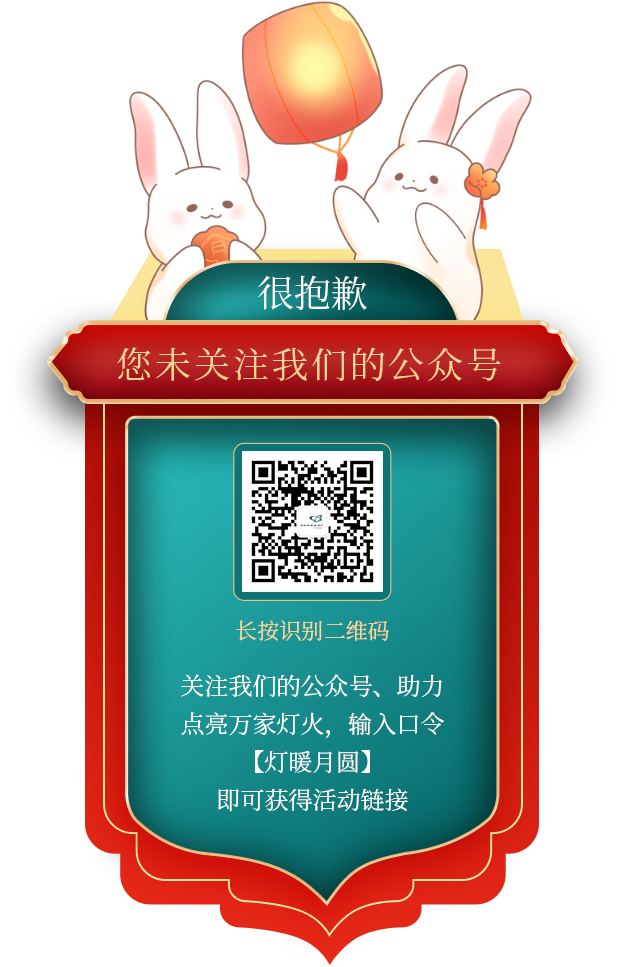 很抱歉
您未关注我们的公众号
长按识别二维码
关注我们的公众号、助力
点亮万家灯火，输入口令
【灯暖月圆】
即可获得活动链接